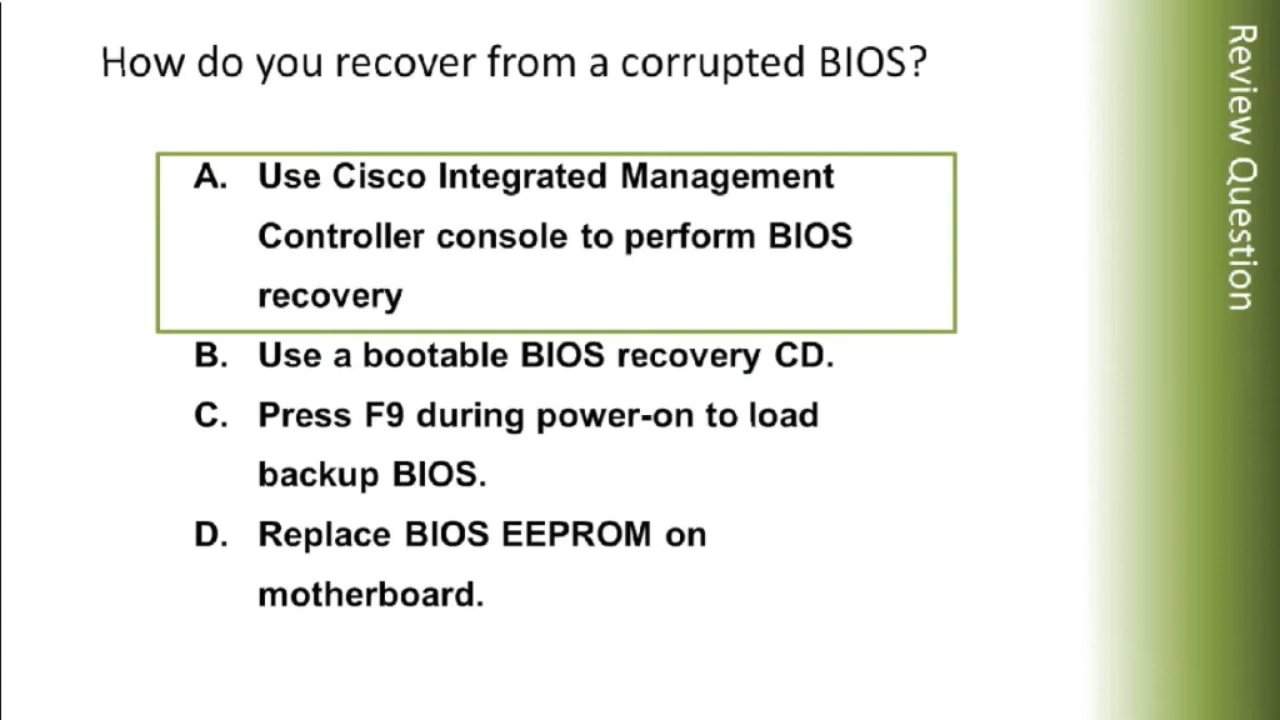 How do you recover from a corrupted BIOS?
A. Use Cisco Integrated Management
Controller console to perform BIOS
recovery
B. Use a bootable BIOS recovery CD.
C. Press F9 during power-on to load
backup BIOS.
D. Replace BIOS EEPROM on
motherboard.
Review Question